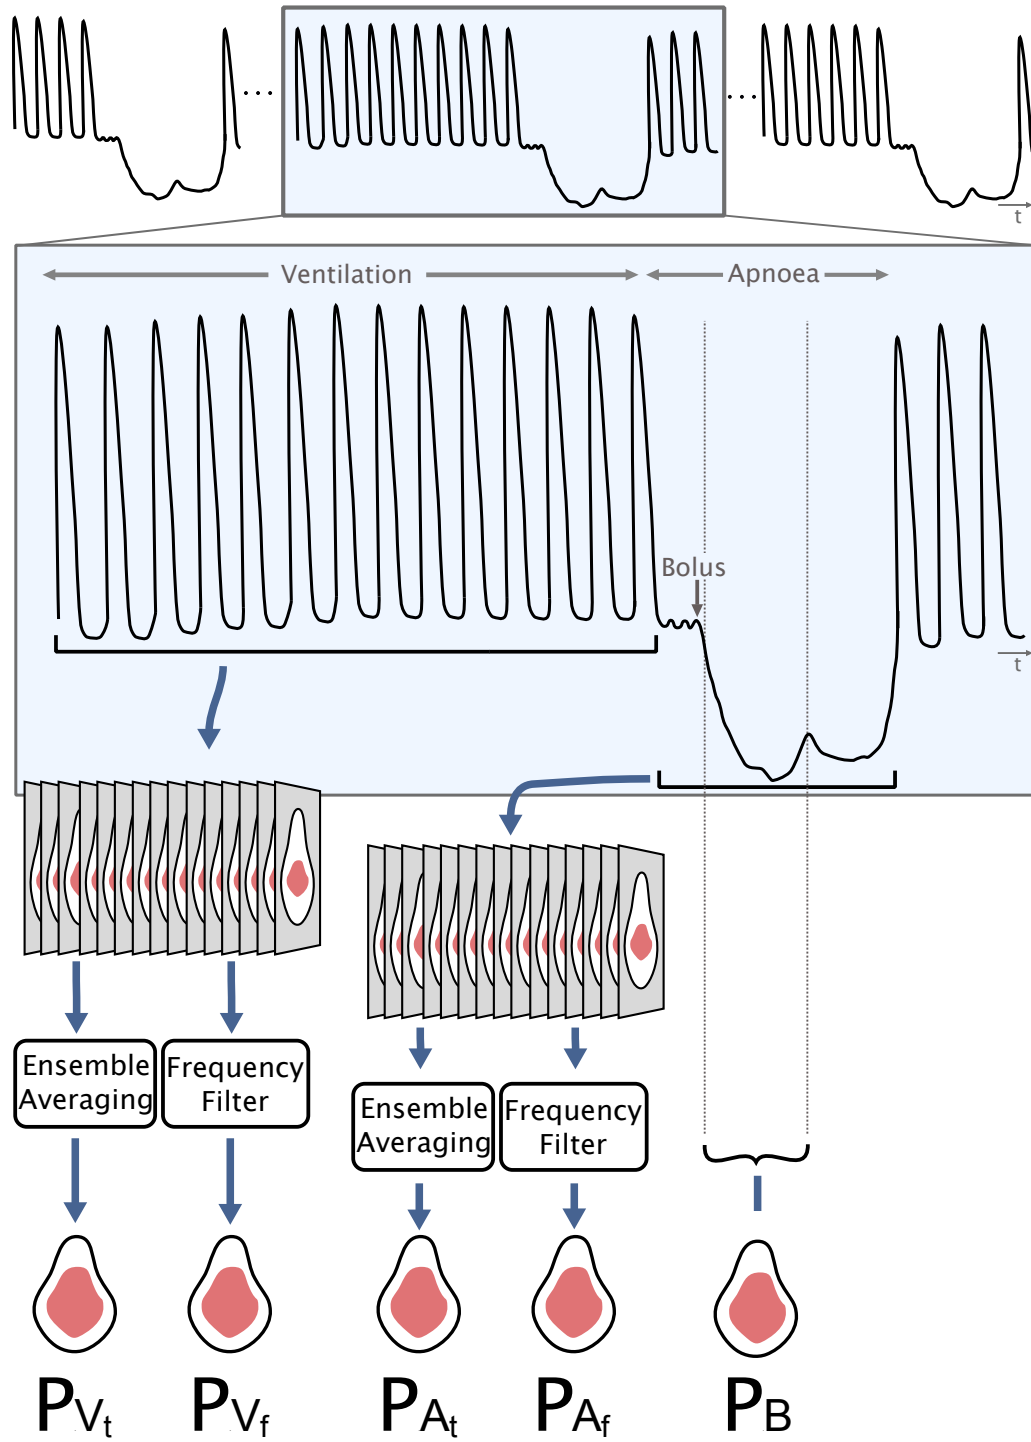 ... ...
t
Ventilation Apnoea
Bolus
t
Ensemble Averaging
Frequency Filter
Ensemble Averaging
Frequency Filter
PVt PVf PAt PAf PB